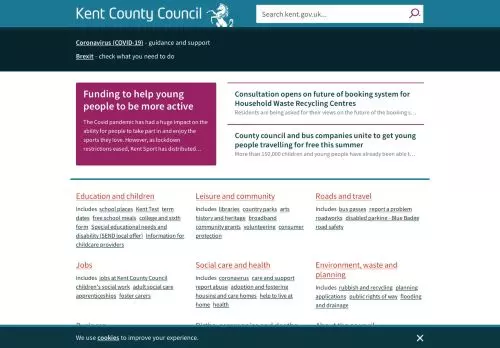 Kent County Council
Search kent.gov.uk...
Coronavirus (COVID-19) - guidance and support
Brexit - check what you need to do
Funding to help young
people to be more active
The Covid pandemic has had a huge impact on the
ability for people to take part in and enjoy the
sports they love. However, as lockdown
restrictions eased, Kent Sport has distributed...
Consultation opens on future of booking system for
Household Waste Recycling Centres
Residents are being asked for their views on the future of the booking s...
County council and bus companies unite to get young
people travelling for free this summer
More than 150,000 children and young people have already been able t...
Education and children
Includes school places Kent Test term
dates free school meals college and sixth
form Special educational needs and
disability (SEND local offer) Information for
childcare providers
Leisure and community
Includes libraries country parks arts
history and heritage broadband
community grants volunteering consumer
protection
Roads and travel
Includes bus passes report a problem
roadworks disabled parking - Blue Badge
road safety
Jobs
Includes jobs at Kent County Council
children's social work adult social care
apprenticeships foster carers
Social care and health
Includes coronavirus care and support
report abuse adoption and fostering
housing and care homes help to live at
home health
Environment, waste and
planning
Includes rubbish and recycling planning
applications public rights of way flooding
and drainage
We use cookies to improve your experience.